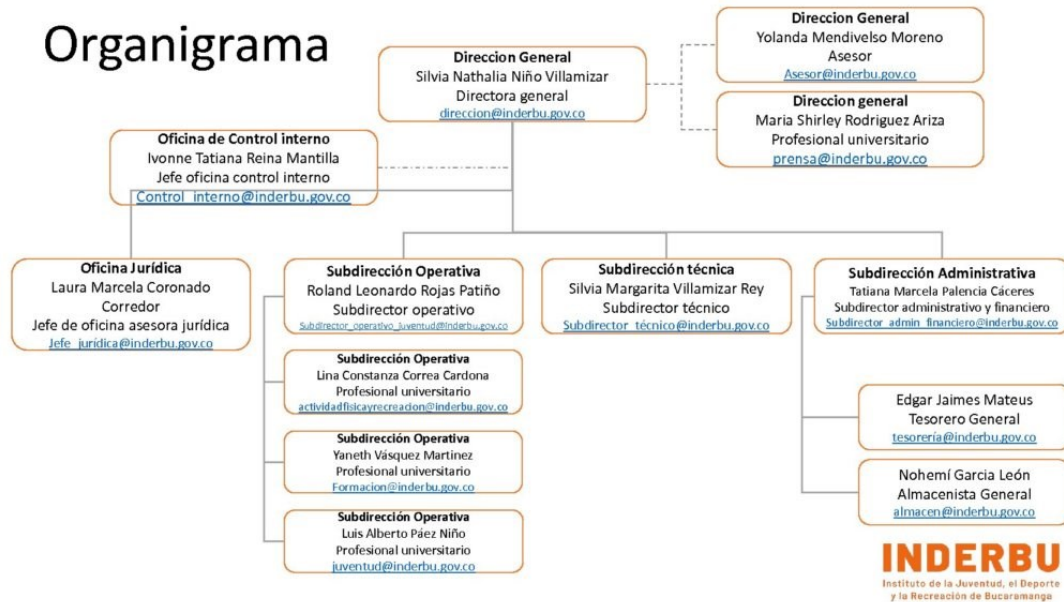 Organigrama
Direccion General
Silvia Nathalia Niño Villamizar
Directora general
direccion@inderbu.gov.co
Direccion General
Yolanda Mendivelso Moreno
Asesor
Asesor@inderbu.gov.co
Direccion general
Maria Shirley Rodriguez Ariza
Profesional universitario
prensa@inderbu.gov.co
Oficina de Control interno
Ivonne Tatiana Reina Mantilla
Jefe oficina control interno
Control_interno@inderbu.gov.co
Oficina Jurídica
Laura Marcela Coronado
Corredor
Jefe de oficina asesora jurídica
Jefe_jurídica@inderbu.gov.co
Subdirección Operativa
Roland Leonardo Rojas Patiño
Subdirector operativo
Subdirector_operativo_juventud@inderbu.gov.co
Subdirección Operativa
Lina Constanza Correa Cardona
Profesional universitario
actividadfisicayrecreacion@inderbu.gov.co
Subdirección Operativa
Yaneth Vásquez Martinez
Profesional universitario
Formacion@inderbu.gov.co
Subdirección Operativa
Luis Alberto Páez Niño
Profesional universitario
juventud@inderbu.gov.co
Subdirección técnica
Silvia Margarita Villamizar Rey
Subdirector técnico
Subdirector_técnico@inderbu.gov.co
Subdirección Administrativa
Tatiana Marcela Palencia Cáceres
Subdirector administrativo y financiero
Subdirector_admin_financiero@inderbu.gov.co
Edgar Jaimes Mateus
Tesorero General
tesorería@inderbu.gov.co
Nohemí Garcia León
Almacenista General
almacen@inderbu.gov.co
INDERBU
Instituto de la Juventud, el Deporte
y la Recreación de Bucaramanga